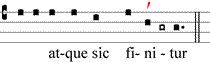 at-que sic fi- ni - tur